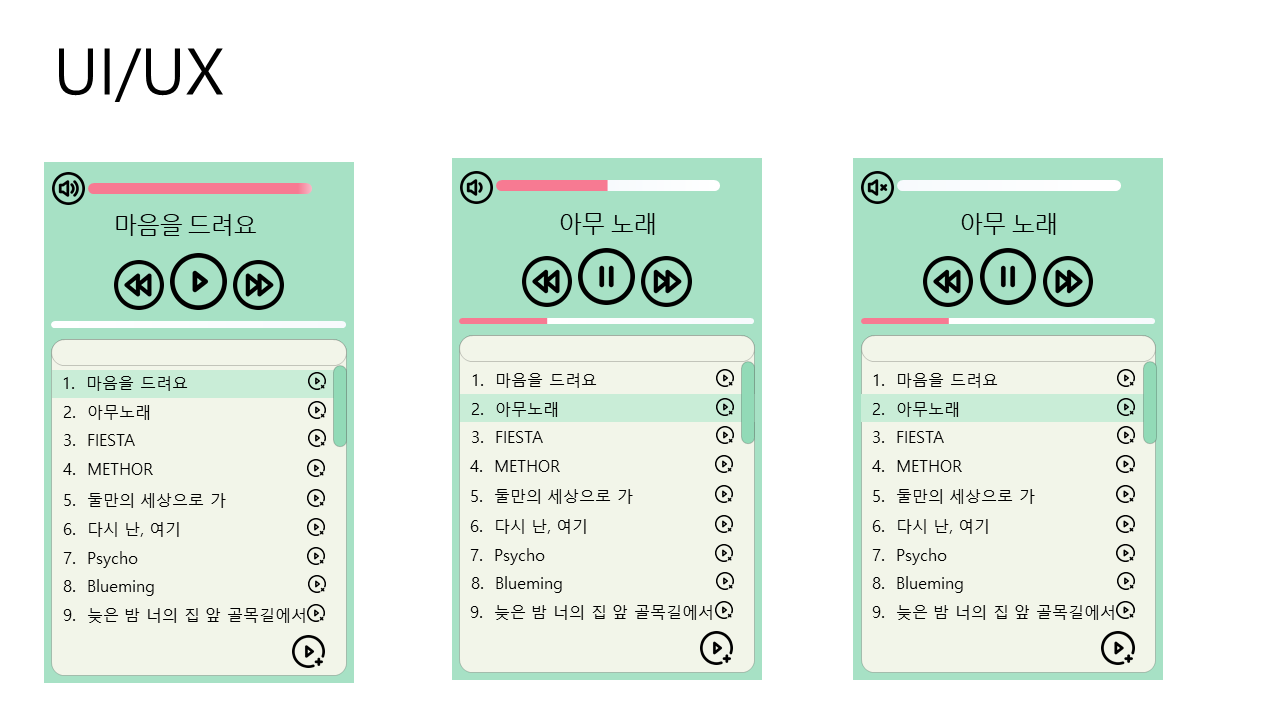 UI/UX
마음을 드려요
1. 마음을 드려요
2. 아무노래
3. FIESTA
4. METHOR
5. 둘만의 세상으로 가
6. 다시 난, 여기
7. Psycho
8. Blueming
9. 늦은 밤 너의 집 앞 골목길에서
아무 노래
1. 마음을 드려요
2. 아무노래
3. FIESTA
4. METHOR
5. 둘만의 세상으로 가
6. 다시 난, 여기
7. Psycho
8. Blueming
9. 늦은 밤 너의 집 앞 골목길에서
아무 노래
1. 마음을 드려요
2. 아무노래
3. FIESTA
4. METHOR
5. 둘만의 세상으로 가
6. 다시 난, 여기
7. Psycho
8. Blueming
9. 늦은 밤 너의 집 앞 골목길에서